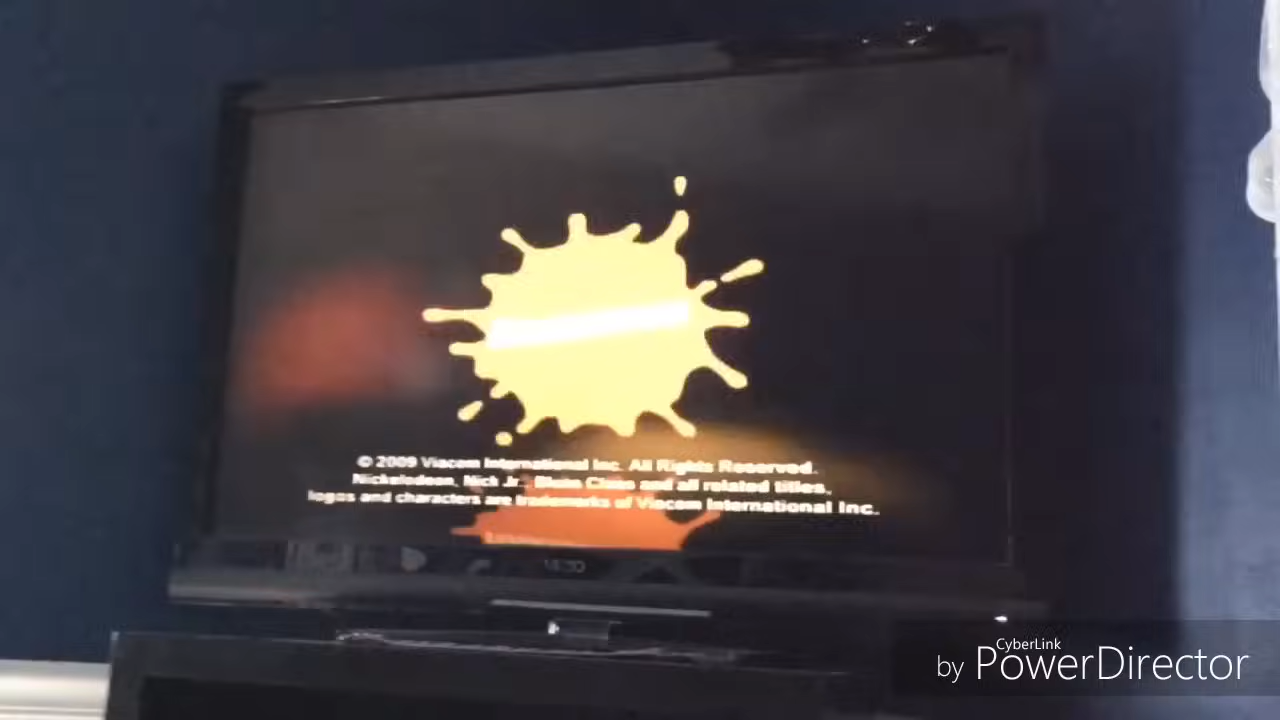 © 2009 Viacom International Inc. All Rights Reserved.
Nickelodeon, Nick Jr., Blues Clues and all related titles,
logos and characters are trademarks of Viacom International Inc.
CyberLink
by PowerDirector